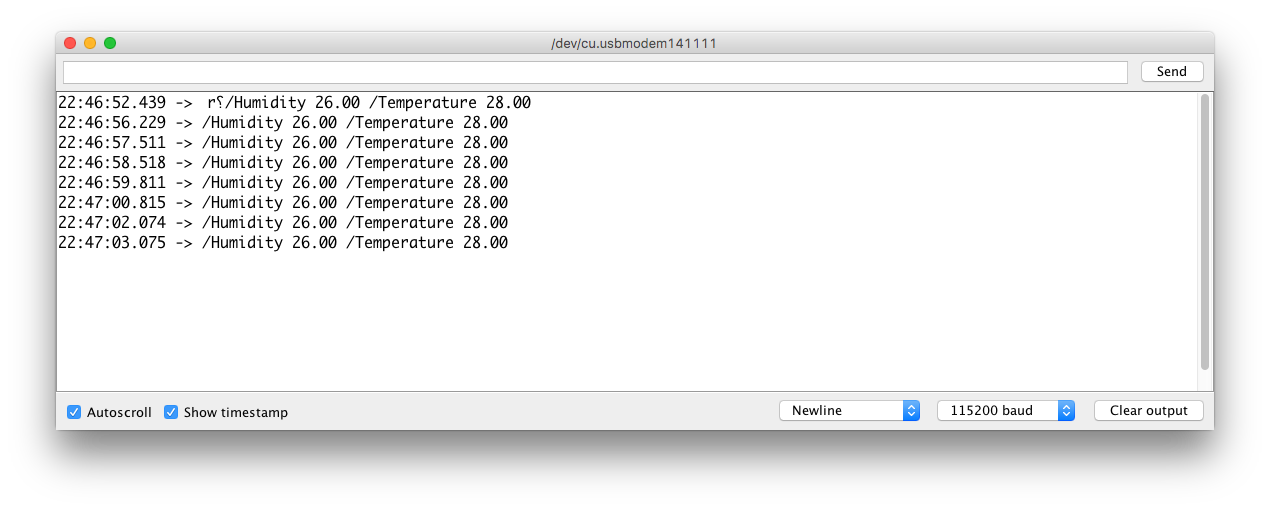 /dev/cu.usbmodem141111
Send
22:46:52.439 -> r⸮/Humidity 26.00 /Temperature 28.00
22:46:56.229 -> /Humidity 26.00 /Temperature 28.00
22:46:57.511 -> /Humidity 26.00 /Temperature 28.00
22:46:58.518 -> /Humidity 26.00 /Temperature 28.00
22:46:59.811 -> /Humidity 26.00 /Temperature 28.00
22:47:00.815 -> /Humidity 26.00 /Temperature 28.00
22:47:02.074 -> /Humidity 26.00 /Temperature 28.00
22:47:03.075 -> /Humidity 26.00 /Temperature 28.00
Autoscroll Show timestamp Newline 115200 baud Clear output